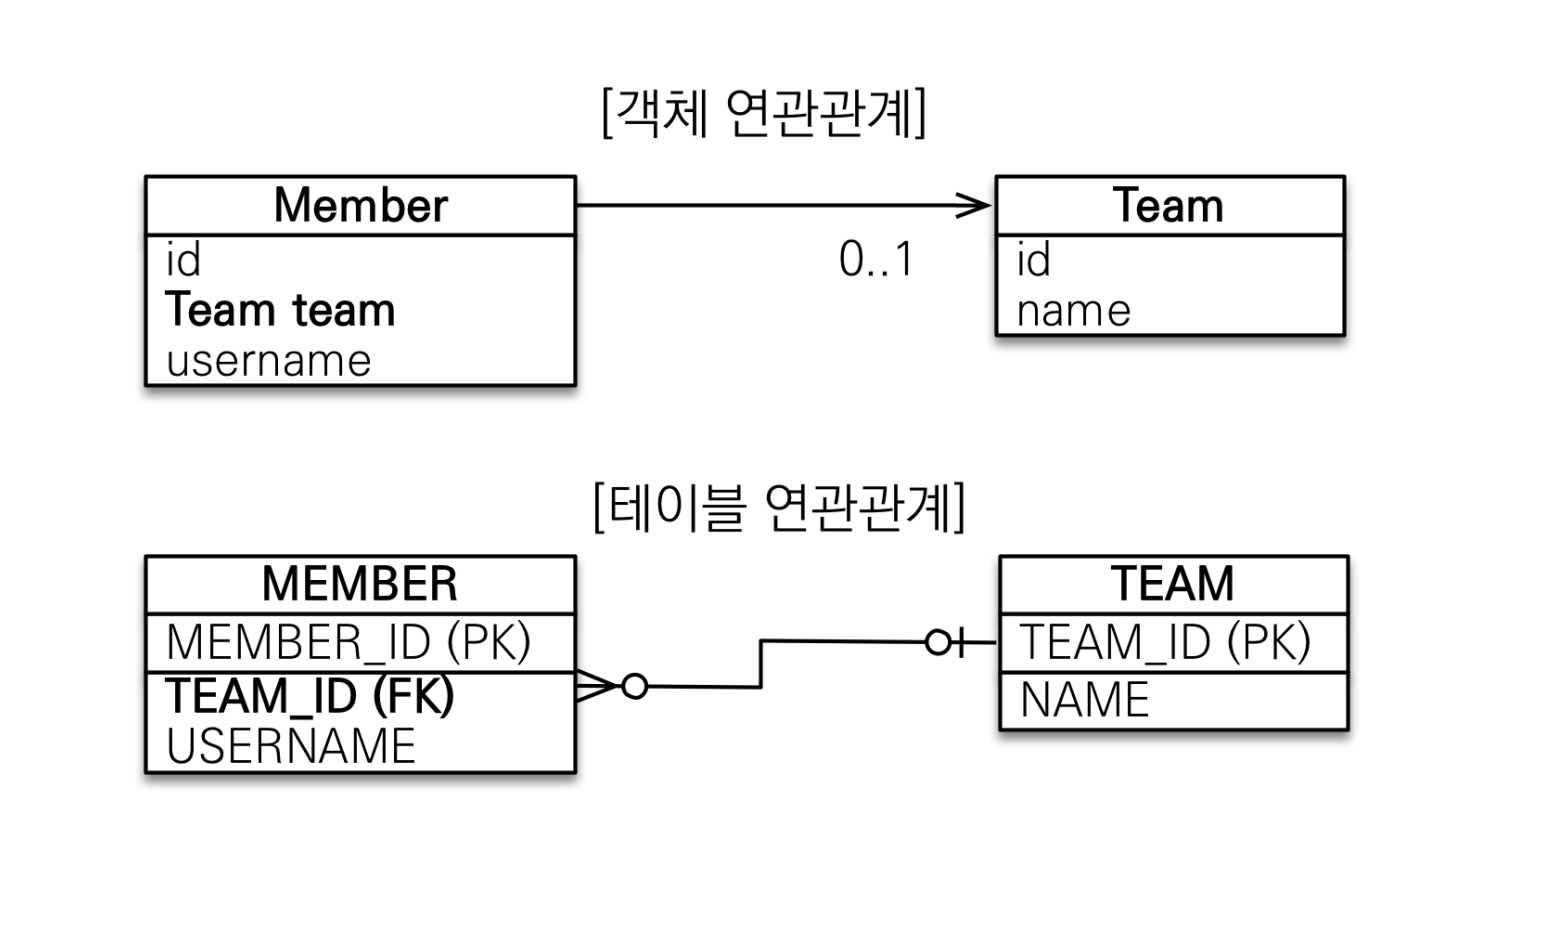 [객체 연관관계]
Member
id
Team team
username
0..1
Team
id
name
[테이블 연관관계]
MEMBER
MEMBER_ID (PK)
TEAM_ID (FK)
USERNAME
TEAM
TEAM_ID (PK)
NAME